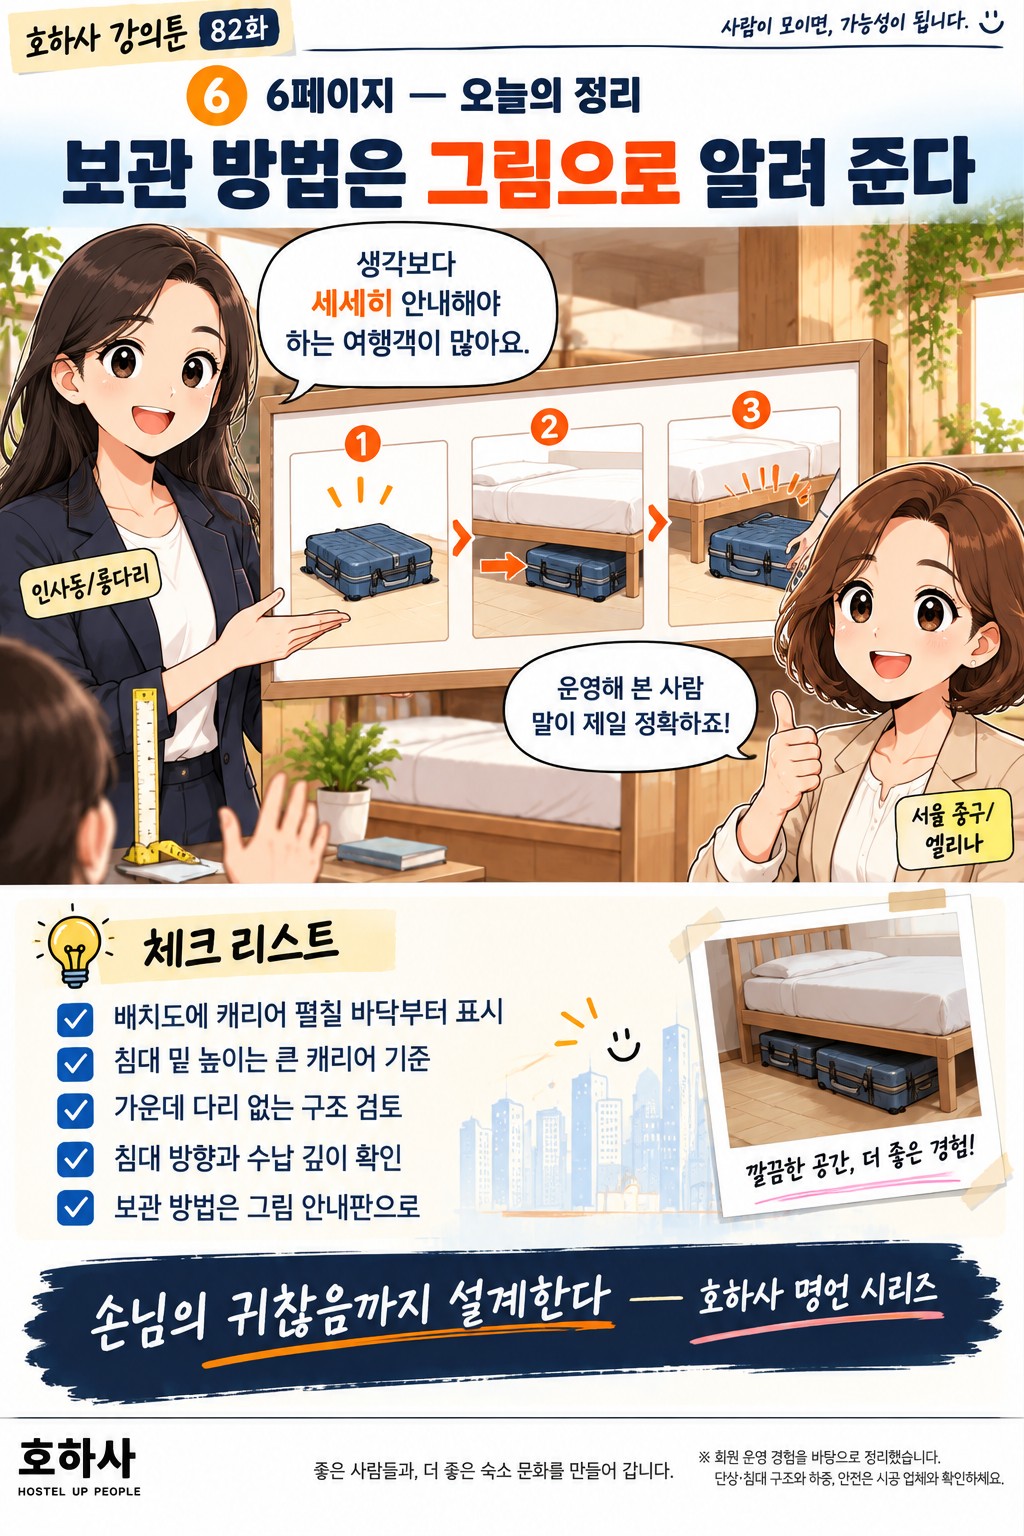 호하사 강의툰 82화
사람이 모이면, 가능성이 됩니다.
6 6페이지 — 오늘의 정리
보관 방법은 그림으로 알려 준다
생각보다
세세히 안내해야
하는 여행객이 많아요.
1
2
3
인사동/롱다리
운영해 본 사람
말이 제일 정확하죠!
서울 중구/
엘리나
체크 리스트
배치도에 캐리어 펼칠 바닥부터 표시
침대 밑 높이는 큰 캐리어 기준
가운데 다리 없는 구조 검토
침대 방향과 수납 깊이 확인
보관 방법은 그림 안내판으로
깔끔한 공간, 더 좋은 경험!
손님의 귀찮음까지 설계한다 — 호하사 명언 시리즈
호하사
HOSTEL UP PEOPLE
좋은 사람들과, 더 좋은 숙소 문화를 만들어 갑니다.
※ 회원 운영 경험을 바탕으로 정리했습니다.
단상·침대 구조와 하중, 안전은 시공 업체와 확인하세요.